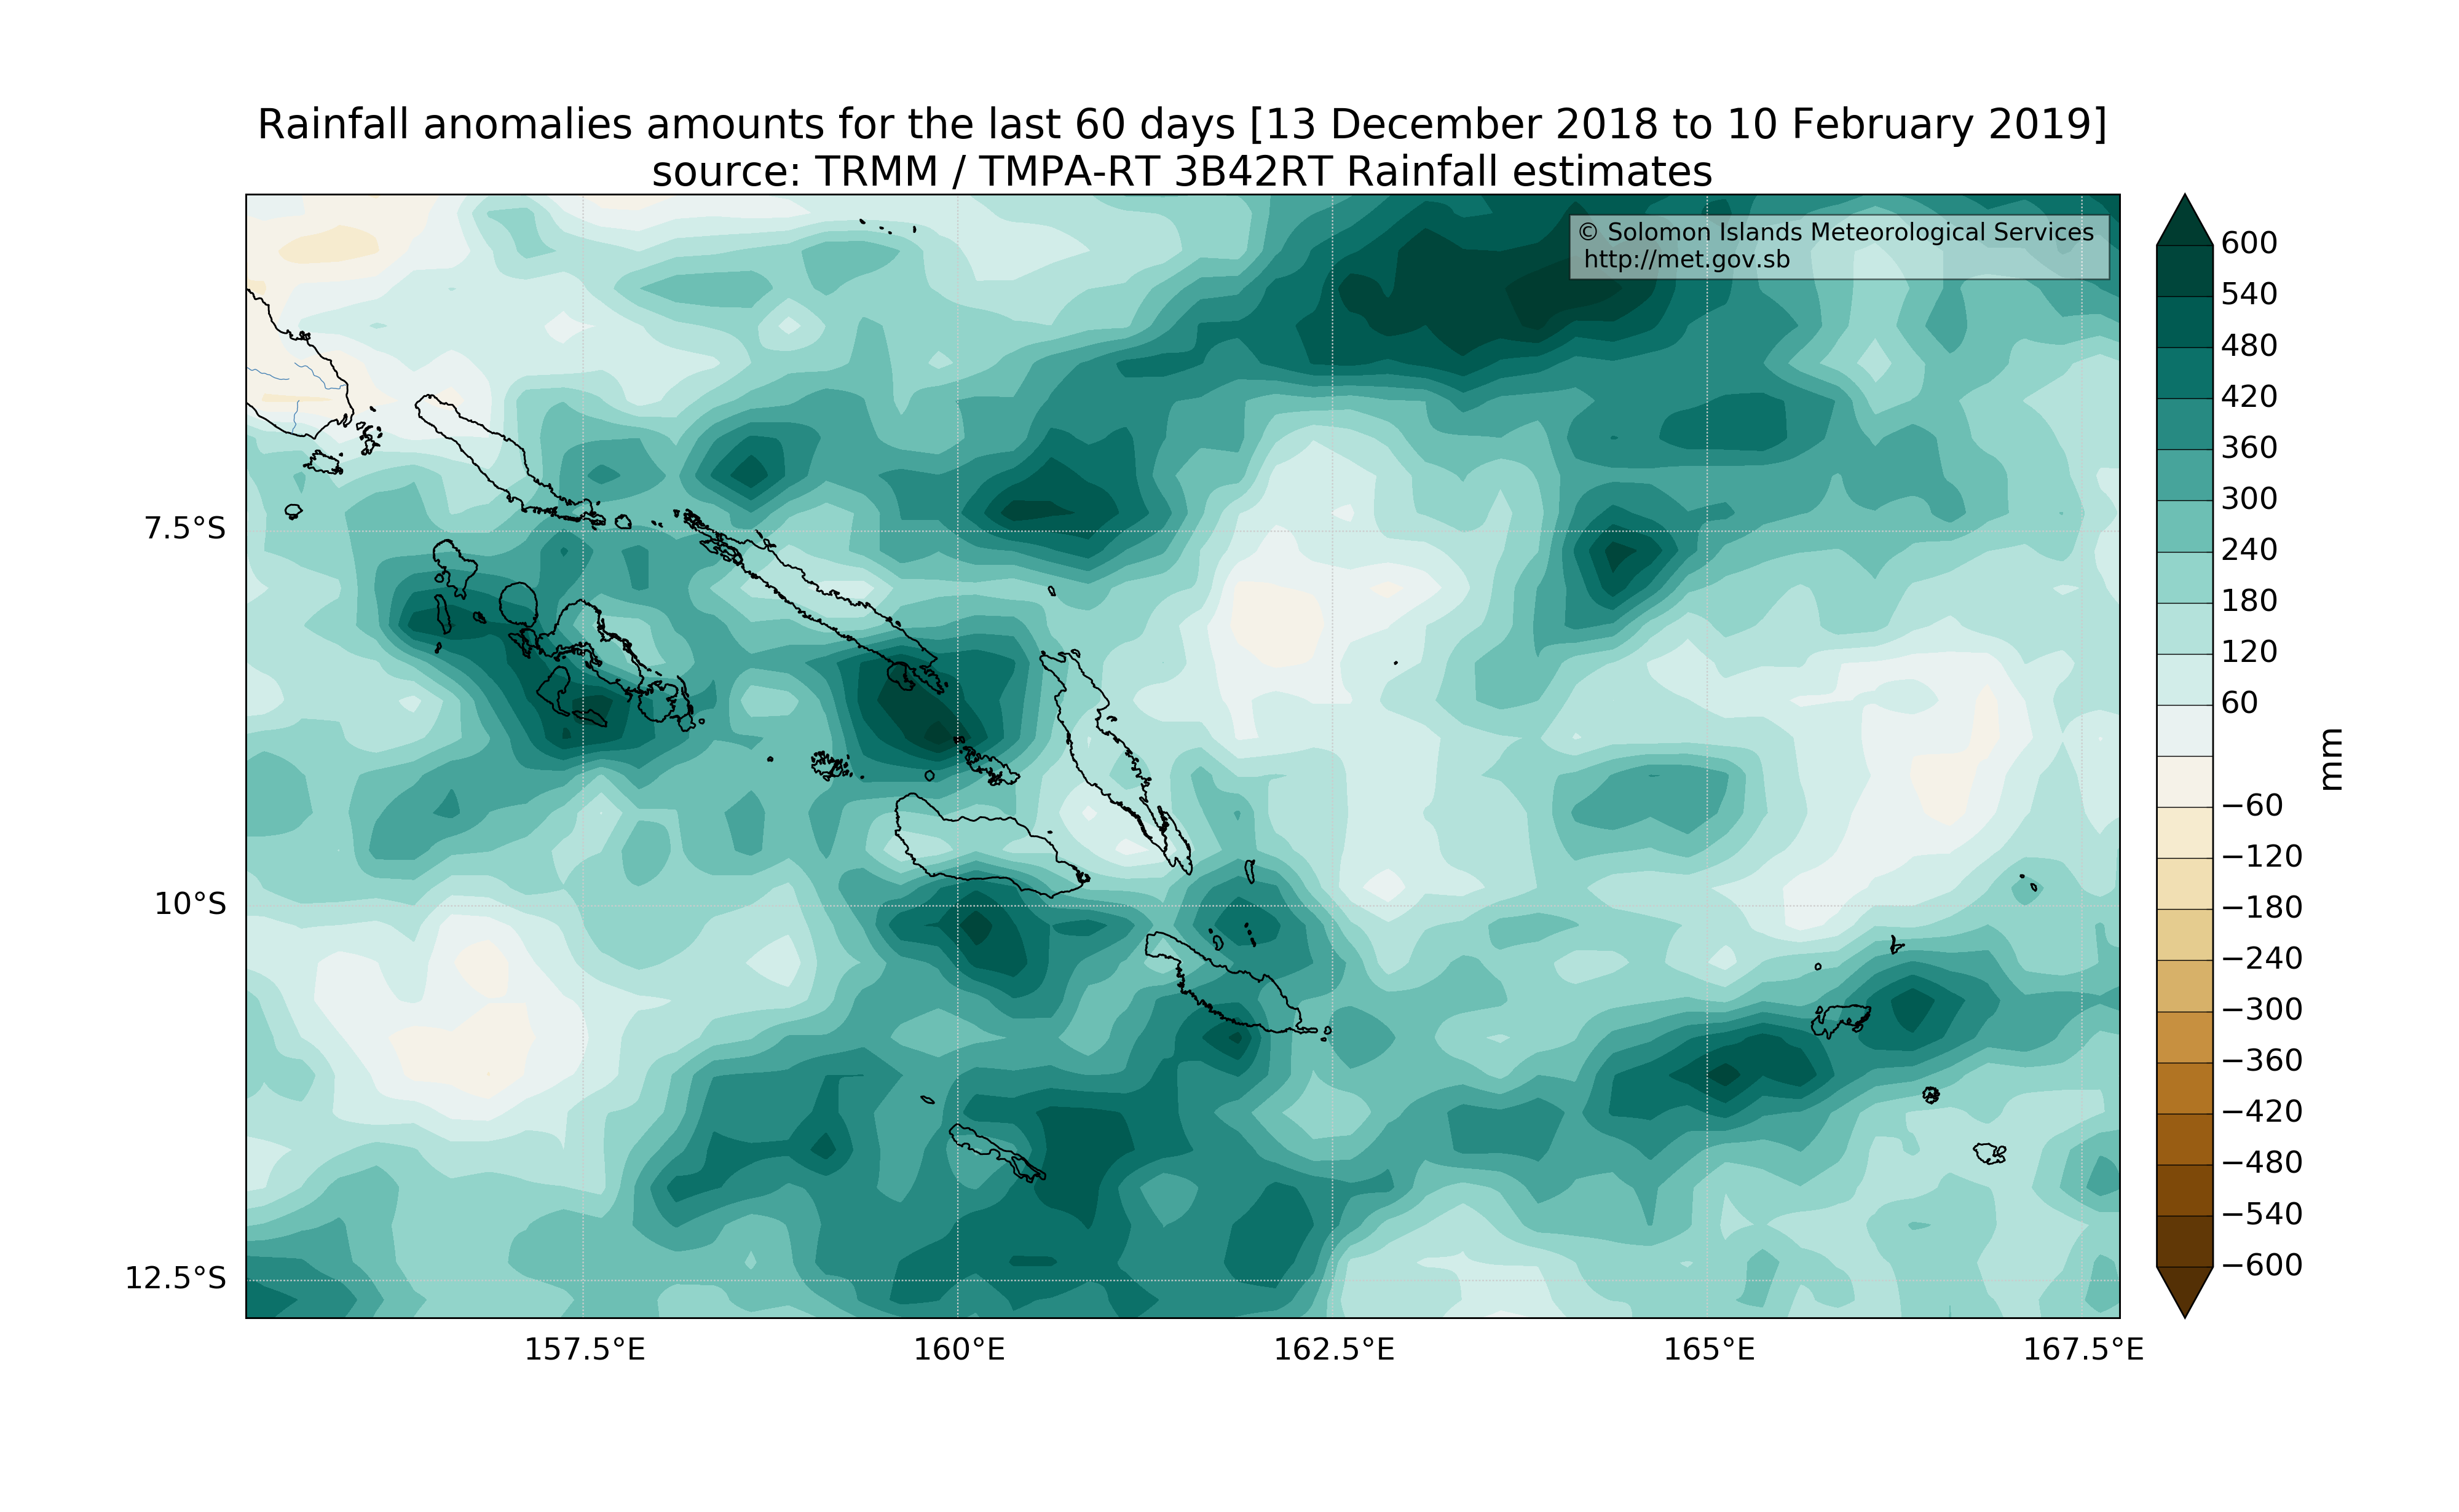 Rainfall anomalies amounts for the last 60 days [13 December 2018 to 10 February 2019]
source: TRMM / TMPA-RT 3B42RT Rainfall estimates
© Solomon Islands Meteorological Services
http://met.gov.sb
7.5°S
10°S
12.5°S
157.5°E
160°E
162.5°E
165°E
167.5°E
600
540
480
420
360
300
240
180
120
60
−60
−120
−180
−240
−300
−360
−420
−480
−540
−600
mm